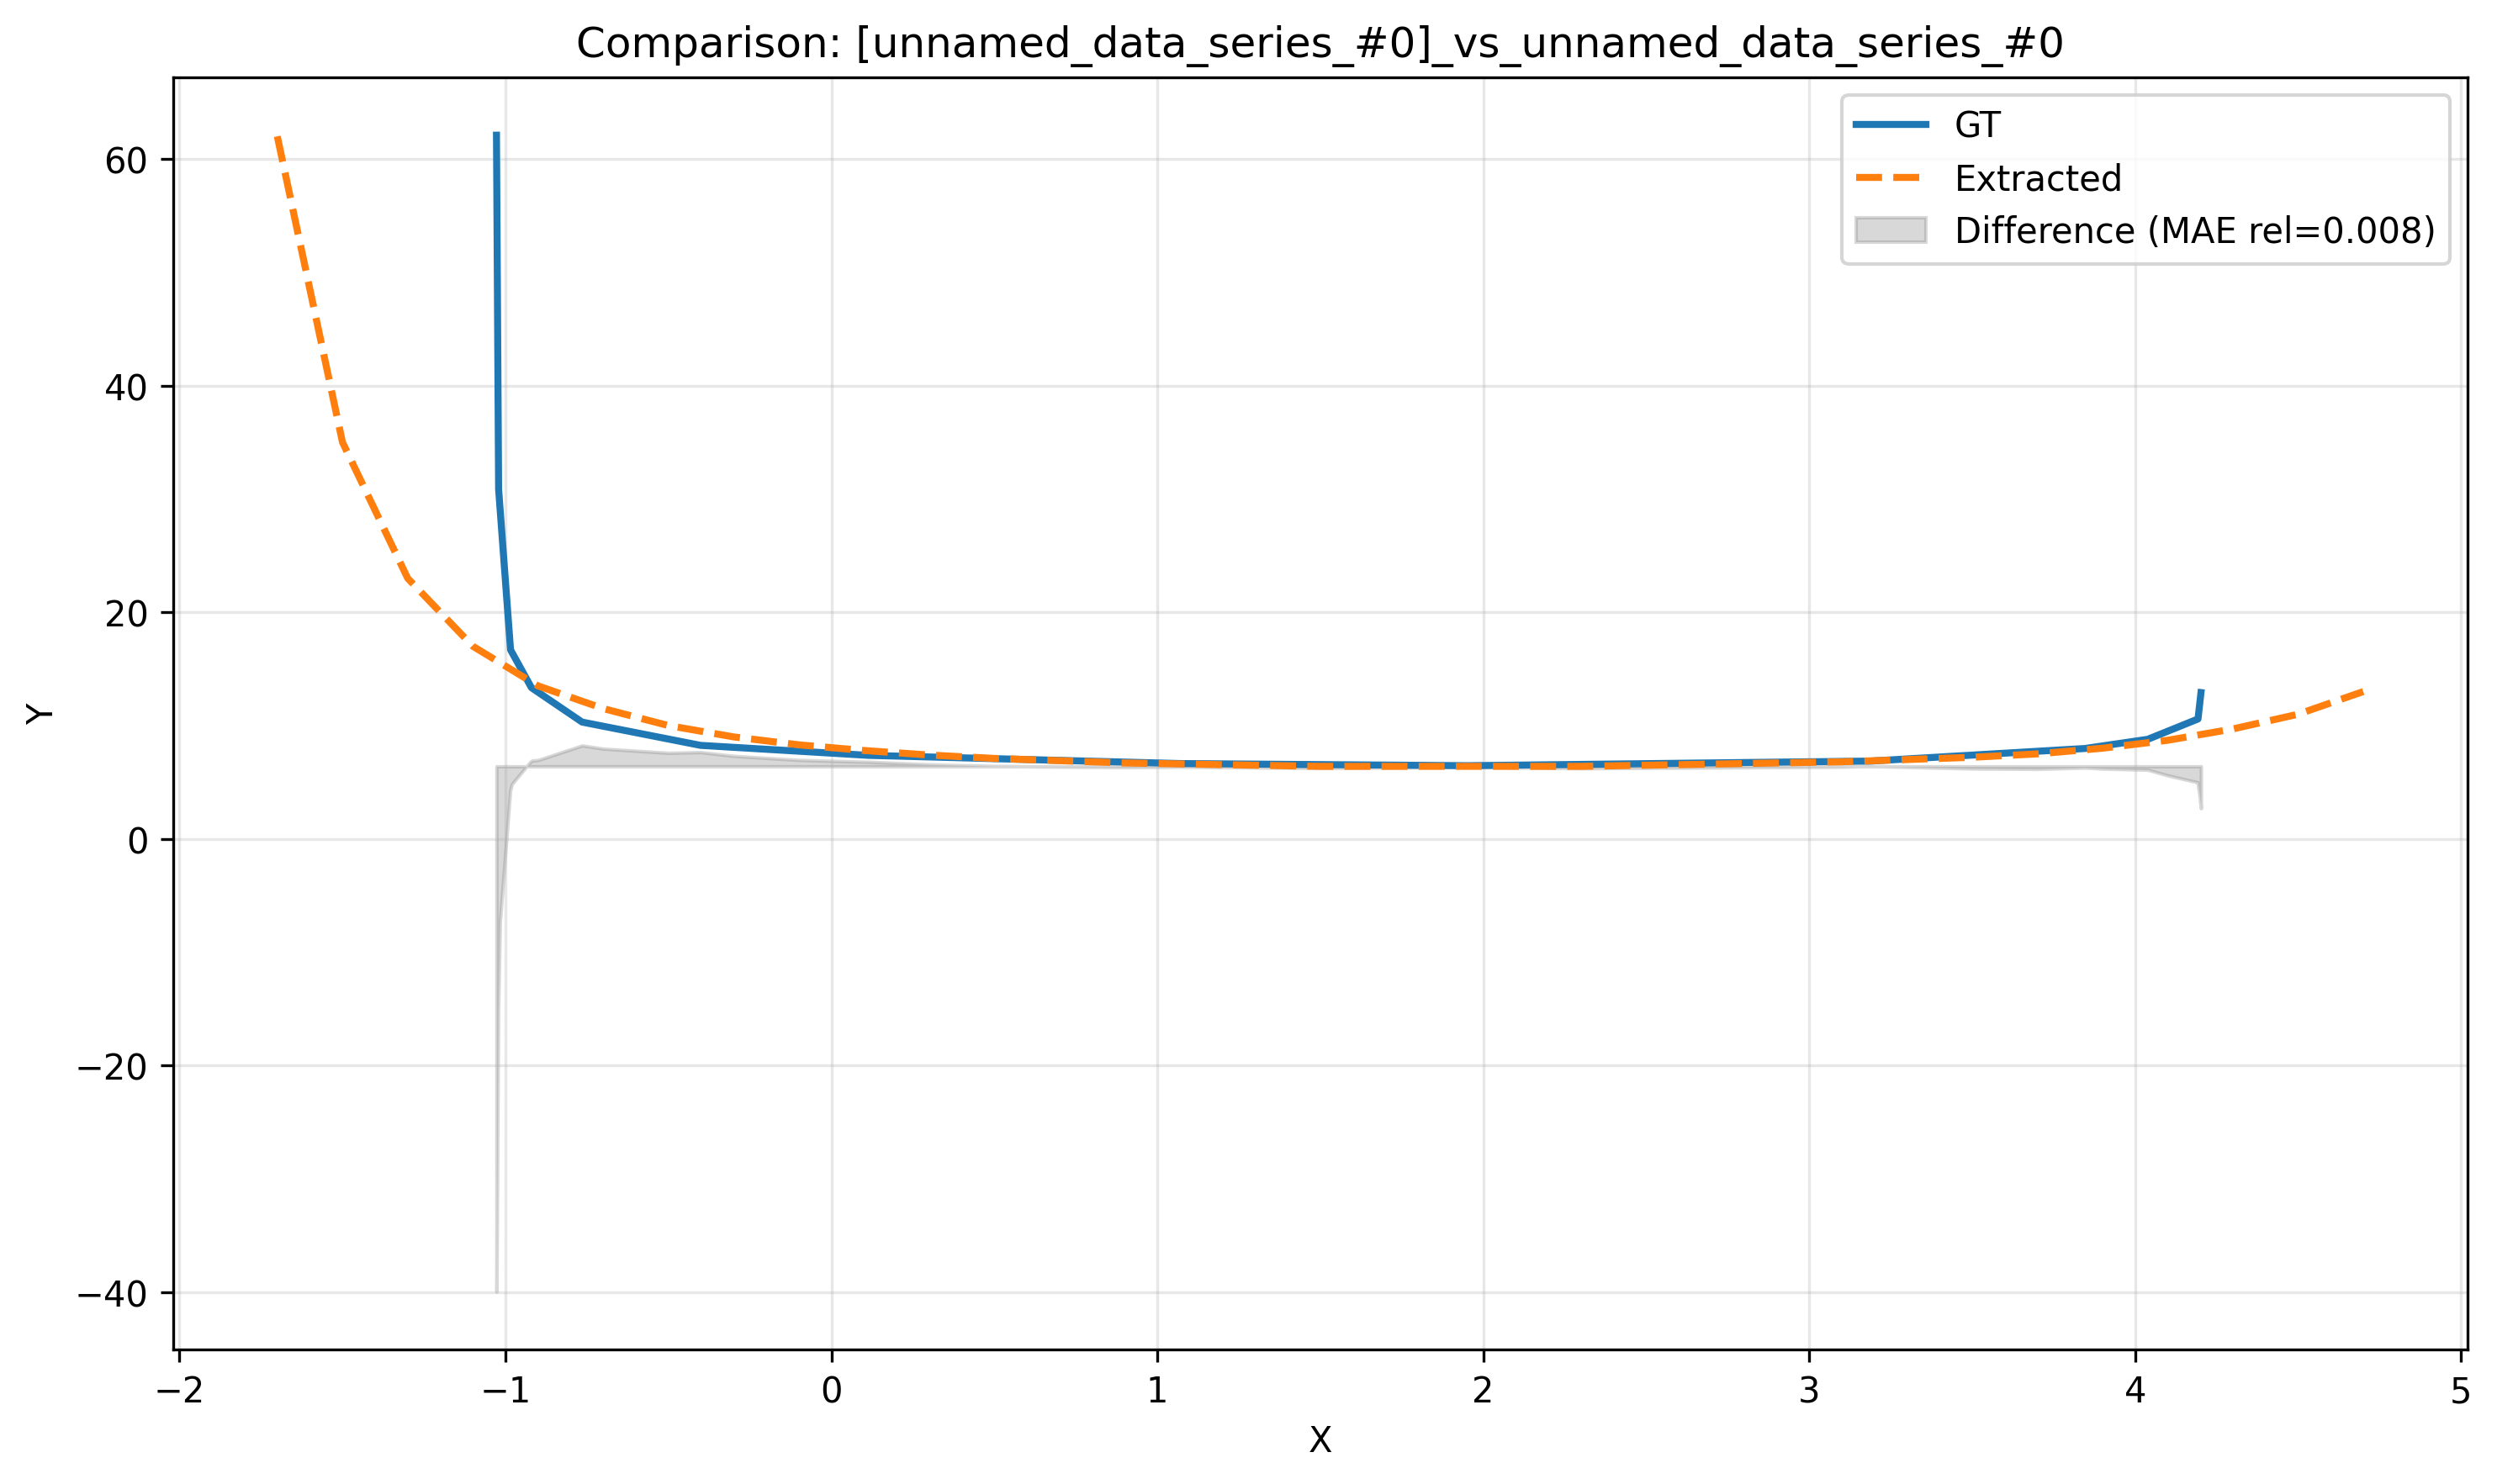 Comparison: [unnamed_data_series_#0]_vs_unnamed_data_series_#0
GT
Extracted
Difference (MAE rel=0.008)
60
40
20
0
−20
−40
Y
−2
−1
0
1
2
3
4
5
X